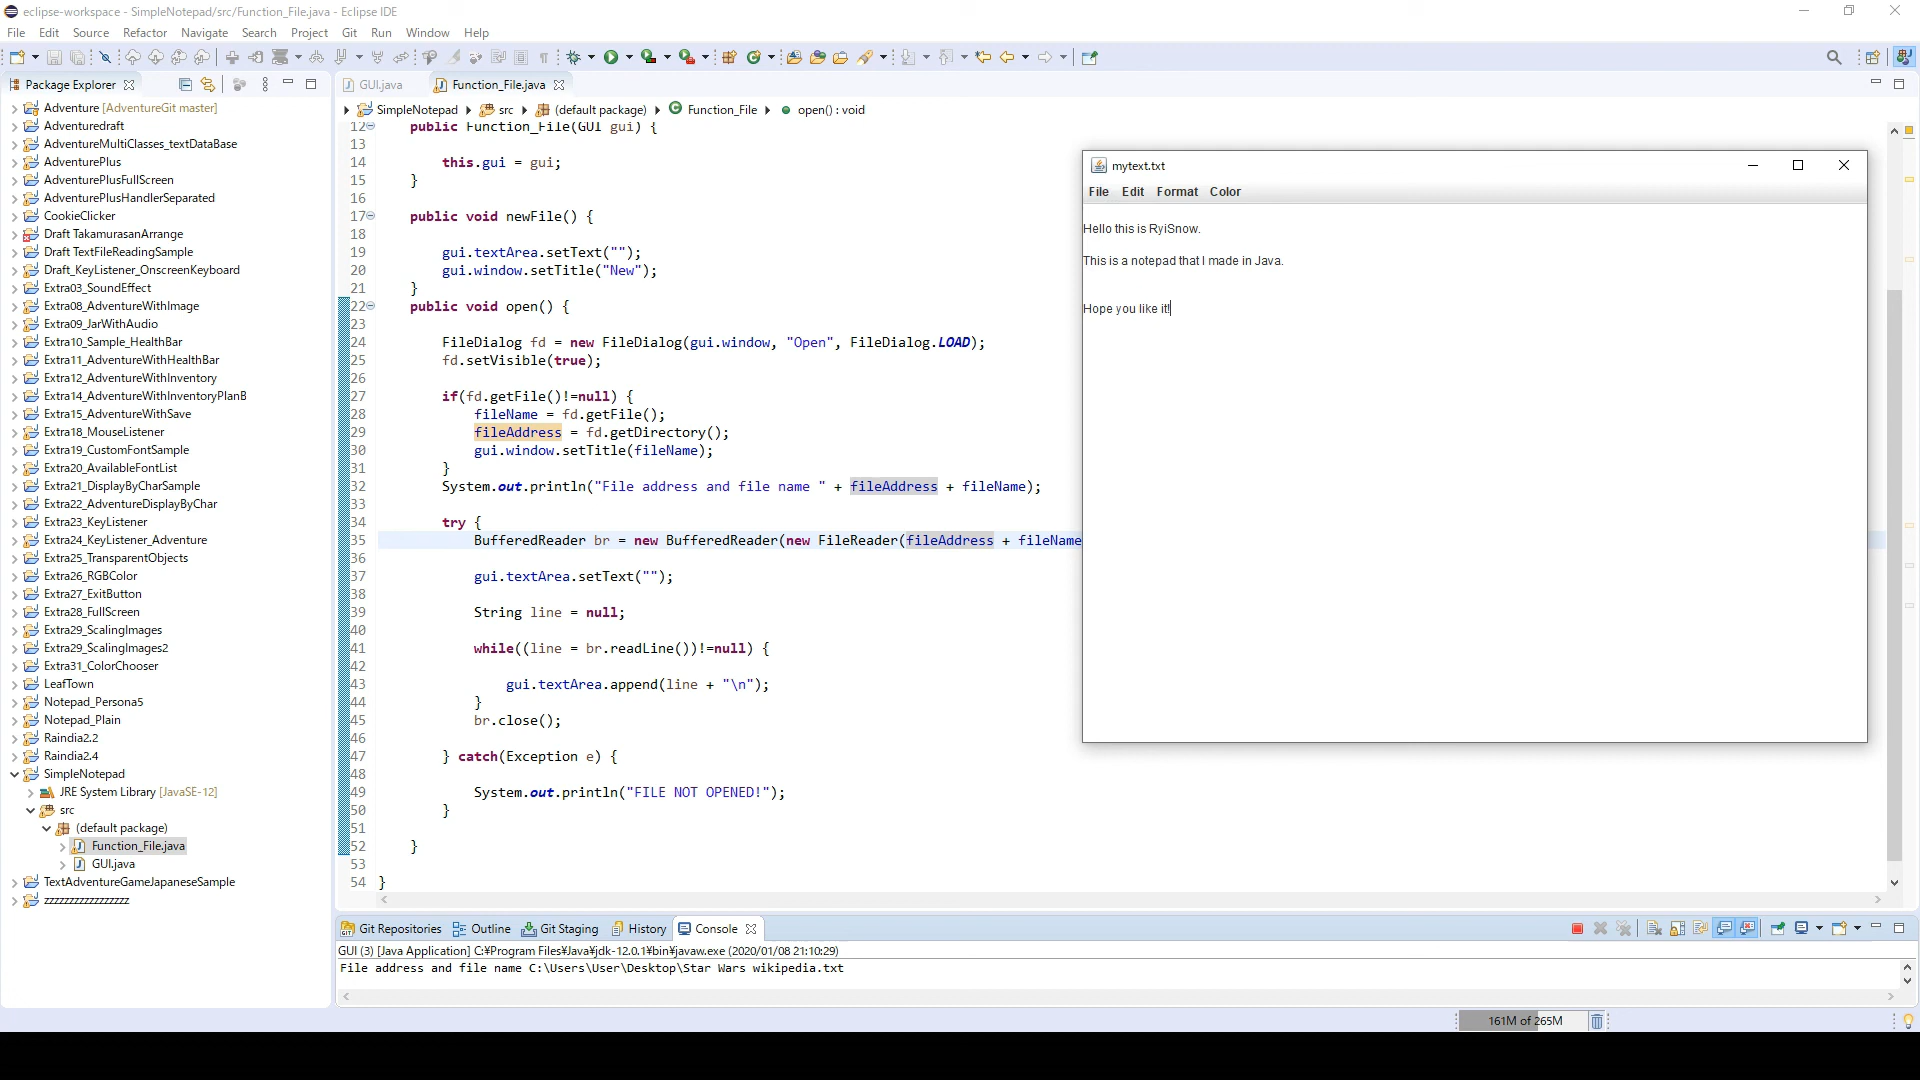 eclipse-workspace - SimpleNotepad/src/Function_File.java - Eclipse IDE
File Edit Source Refactor Navigate Search Project Git Run Window Help
Package Explorer
GUI.java
Function_File.java
SimpleNotepad src (default package) Function_File open() : void
Adventure [AdventureGit master]
Adventuredraft
AdventureMultiClasses_textDataBase
AdventurePlus
AdventurePlusFullScreen
AdventurePlusHandlerSeparated
CookieClicker
Draft TakamurasanArrange
Draft TextFileReadingSample
Draft_KeyListener_OnscreenKeyboard
Extra03_SoundEffect
Extra08_AdventureWithImage
Extra09_JarWithAudio
Extra10_Sample_HealthBar
Extra11_AdventureWithHealthBar
Extra12_AdventureWithInventory
Extra14_AdventureWithInventoryPlanB
Extra15_AdventureWithSave
Extra18_MouseListener
Extra19_CustomFontSample
Extra20_AvailableFontList
Extra21_DisplayByCharSample
Extra22_AdventureDisplayByChar
Extra23_KeyListener
Extra24_KeyListener_Adventure
Extra25_TransparentObjects
Extra26_RGBColor
Extra27_ExitButton
Extra28_FullScreen
Extra29_ScalingImages
Extra29_ScalingImages2
Extra31_ColorChooser
LeafTown
Notepad_Persona5
Notepad_Plain
Raindia2.2
Raindia2.4
SimpleNotepad
JRE System Library [JavaSE-12]
src
(default package)
Function_File.java
GUI.java
TextAdventureGameJapaneseSample
zzzzzzzzzzzzzzzzz
12 public Function_File(GUI gui) {
13
14 this.gui = gui;
15 }
16
17 public void newFile() {
18
19 gui.textArea.setText("");
20 gui.window.setTitle("New");
21 }
22 public void open() {
23
24 FileDialog fd = new FileDialog(gui.window, "Open", FileDialog.LOAD);
25 fd.setVisible(true);
26
27 if(fd.getFile()!=null) {
28 fileName = fd.getFile();
29 fileAddress = fd.getDirectory();
30 gui.window.setTitle(fileName);
31 }
32 System.out.println("File address and file name " + fileAddress + fileName);
33
34 try {
35 BufferedReader br = new BufferedReader(new FileReader(fileAddress + fileName
36
37 gui.textArea.setText("");
38
39 String line = null;
40
41 while((line = br.readLine())!=null) {
42
43 gui.textArea.append(line + "\n");
44 }
45 br.close();
46
47 } catch(Exception e) {
48
49 System.out.println("FILE NOT OPENED!");
50 }
51
52 }
53
54 }
mytext.txt
File Edit Format Color
Hello this is RyiSnow.
This is a notepad that I made in Java.
Hope you like it!
Git Repositories Outline Git Staging History Console
GUI (3) [Java Application] C:¥Program Files¥Java¥jdk-12.0.1¥bin¥javaw.exe (2020/01/08 21:10:29)
File address and file name C:\Users\User\Desktop\Star Wars wikipedia.txt
161M of 265M